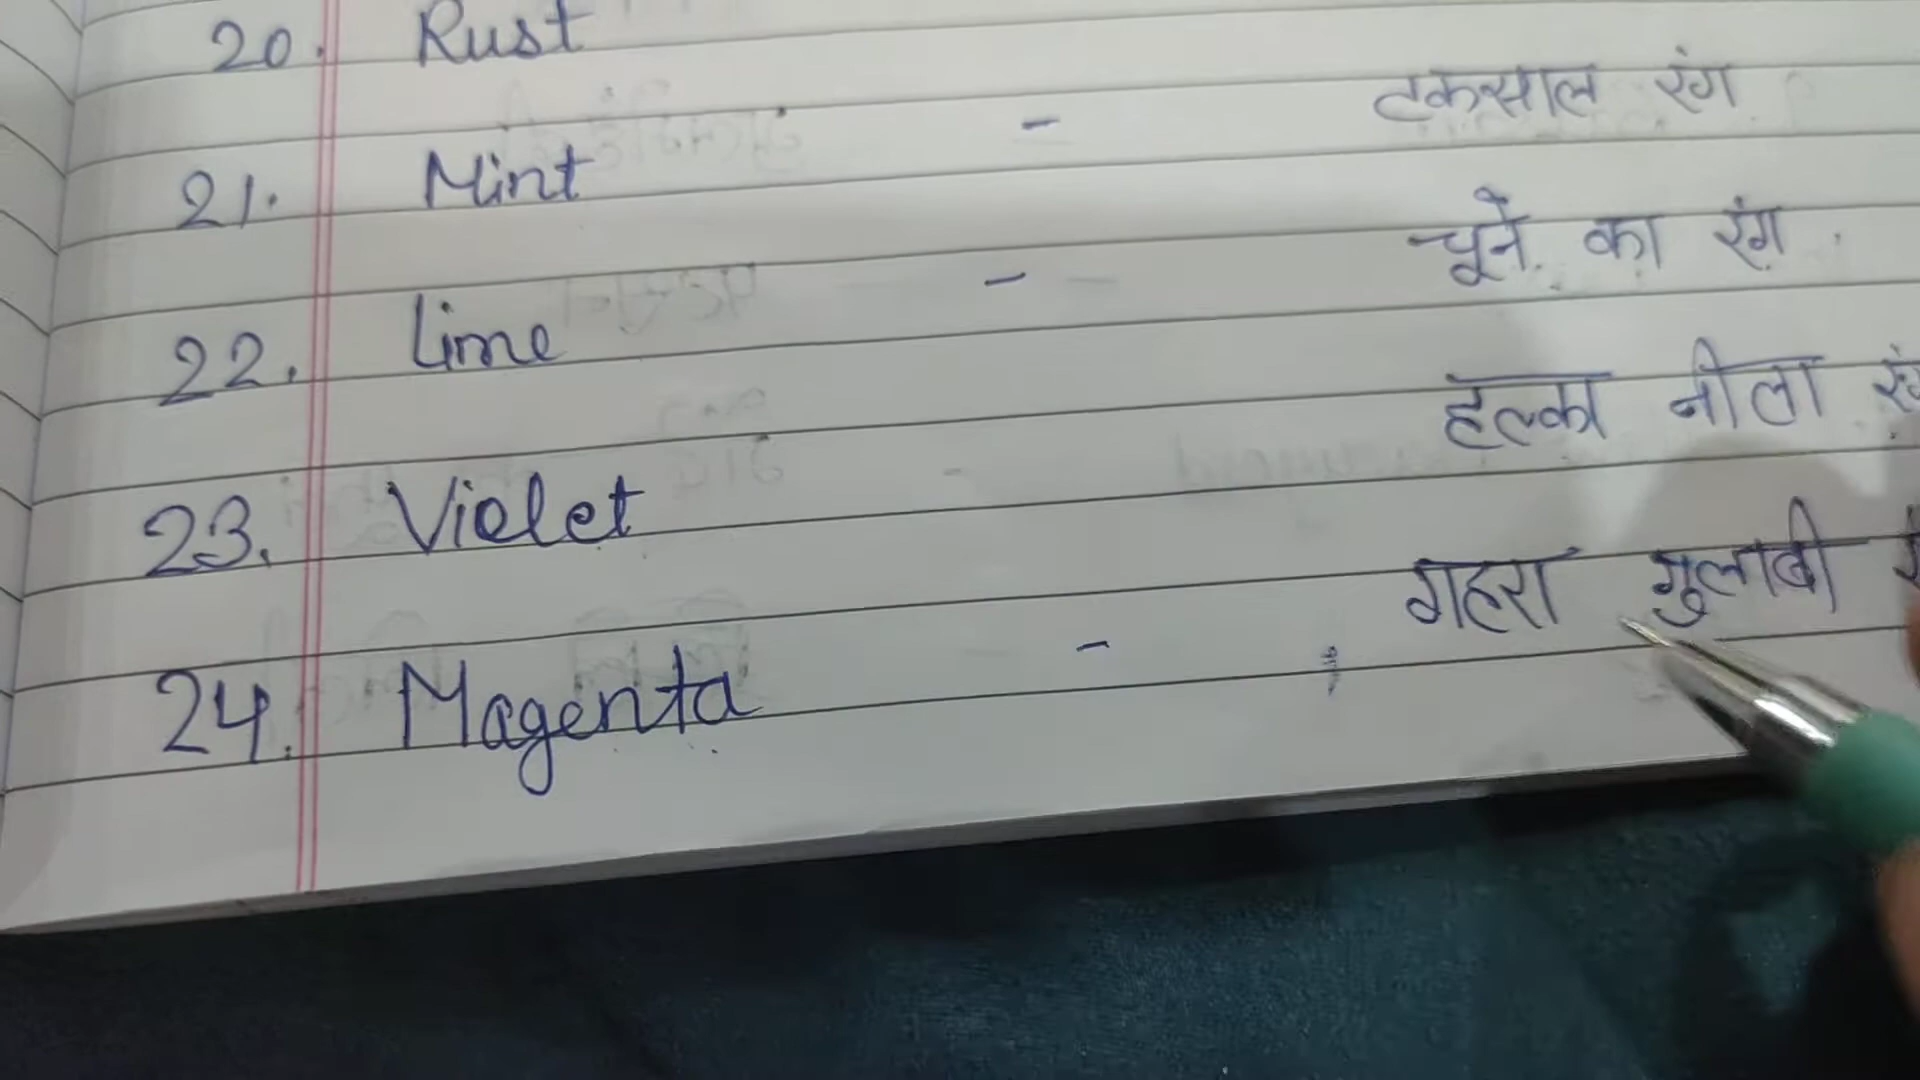 20. Rust
21. Mint - टकसाल रंग
22. Lime - चूने का रंग
23. Violet हल्का नीला
24. Magenta - गहरा गुलाबी